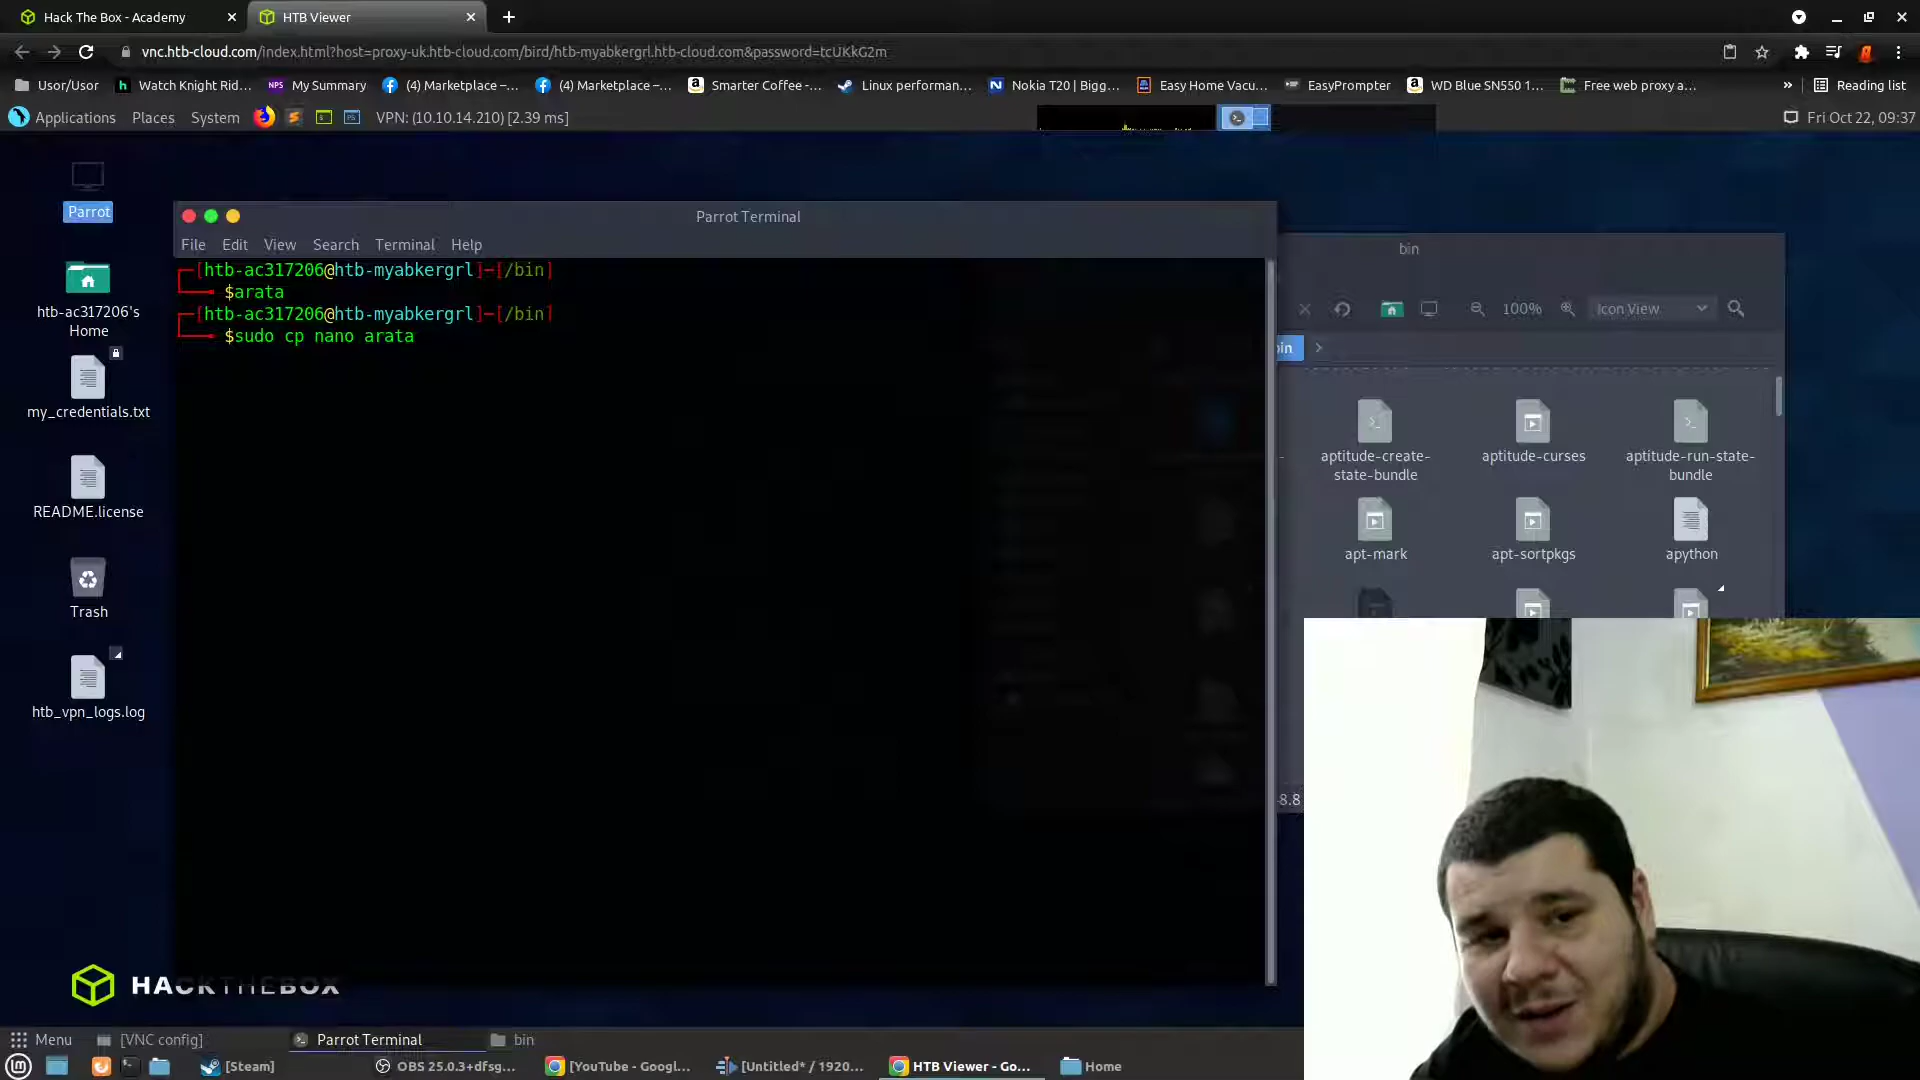 Hack The Box - Academy
HTB Viewer
vnc.htb-cloud.com/index.html?host=proxy-uk.htb-cloud.com/bird/htb-myabkergrl.htb-cloud.com&password=tcUKkG2m
Usor/Usor
Watch Knight Rid...
NPS My Summary
(4) Marketplace –...
(4) Marketplace –...
Smarter Coffee -...
Linux performan...
Nokia T20 | Bigg...
Easy Home Vacu...
EasyPrompter
WD Blue SN550 1...
Free web proxy a...
» Reading list
Applications Places System VPN: (10.10.14.210) [2.39 ms]
Fri Oct 22, 09:37
Parrot
htb-ac317206's
Home
my_credentials.txt
README.license
Trash
htb_vpn_logs.log
Parrot Terminal
File Edit View Search Terminal Help
[htb-ac317206@htb-myabkergrl]─[/bin]
$arata
[htb-ac317206@htb-myabkergrl]─[/bin]
$sudo cp nano arata
bin
100% Icon View
bin
aptitude-create-
state-bundle
aptitude-curses
aptitude-run-state-
bundle
apt-mark
apt-sortpkgs
apython
8.8
HACKTHEBOX
Menu [VNC config] Parrot Terminal bin
[Steam]
OBS 25.0.3+dfsg...
[YouTube - Googl...
[Untitled* / 1920...
HTB Viewer - Go...
Home